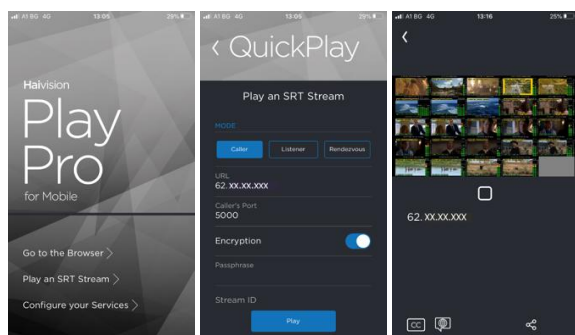 A1 BG 4G 13:05 29%
Haivision
Play
Pro
for Mobile
Go to the Browser
Play an SRT Stream
Configure your Services
A1 BG 4G 13:05 29%
QuickPlay
Play an SRT Stream
MODE
Caller Listener Rendezvous
URL
62.xx.xx.xxx
Caller's Port
5000
Encryption
Passphrase
Stream ID
Play
A1 BG 4G 13:16 25%
62.xx.xx.xxx
CC